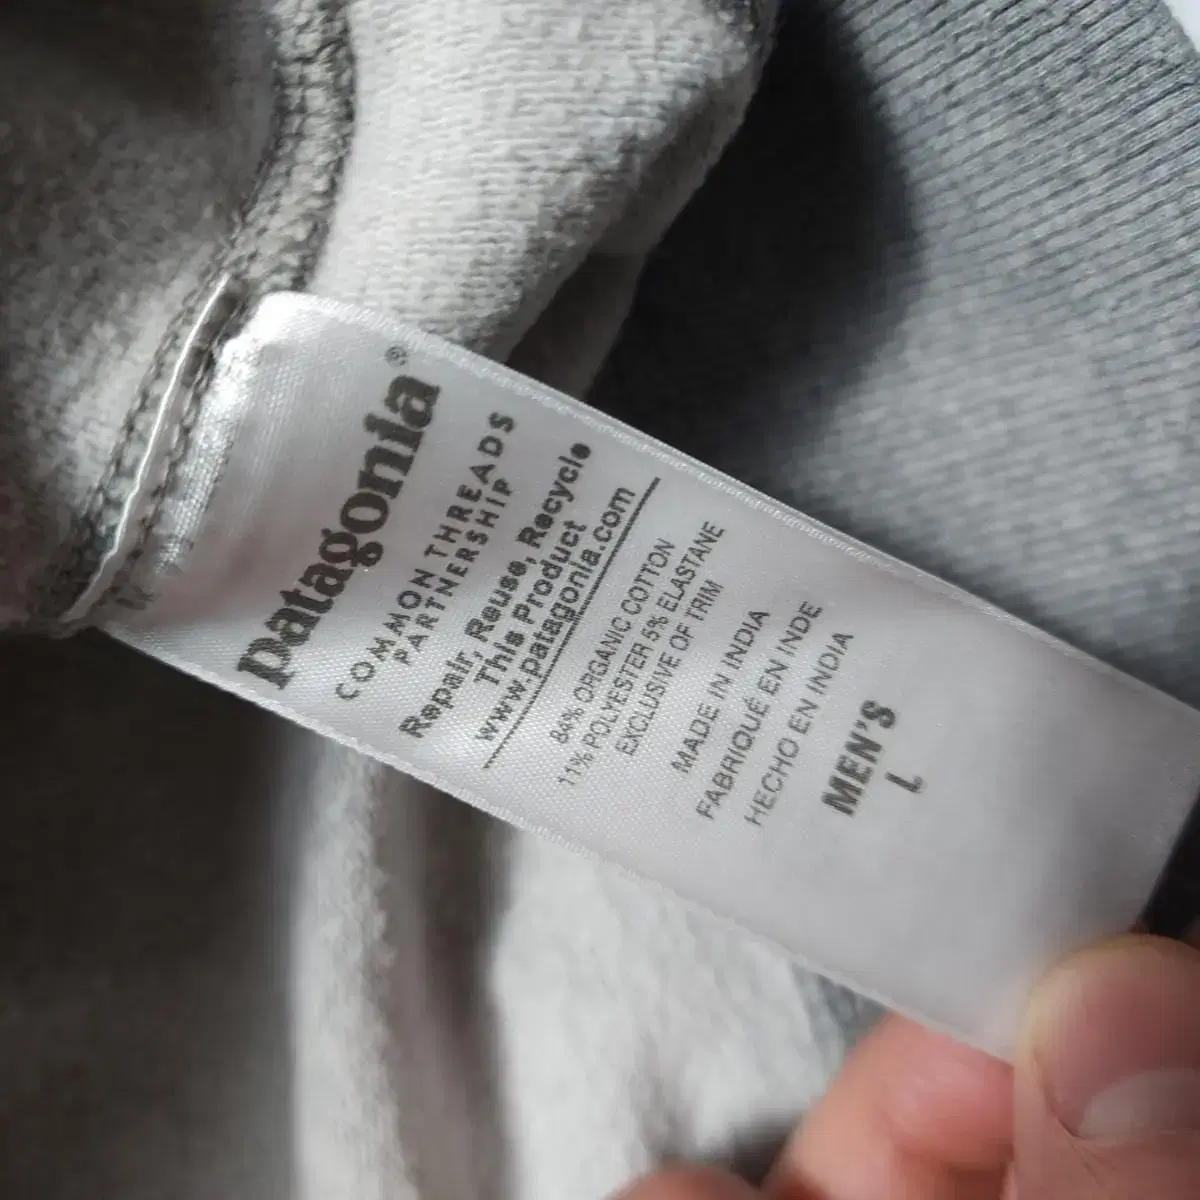 patagonia®
COMMON THREADS
PARTNERSHIP
Repair, Reuse, Recycle
This Product
www.patagonia.com
84% ORGANIC COTTON
11% POLYESTER 5% ELASTANE
EXCLUSIVE OF TRIM
MADE IN INDIA
FABRIQUÉ EN INDE
HECHO EN INDIA
MEN'S
L